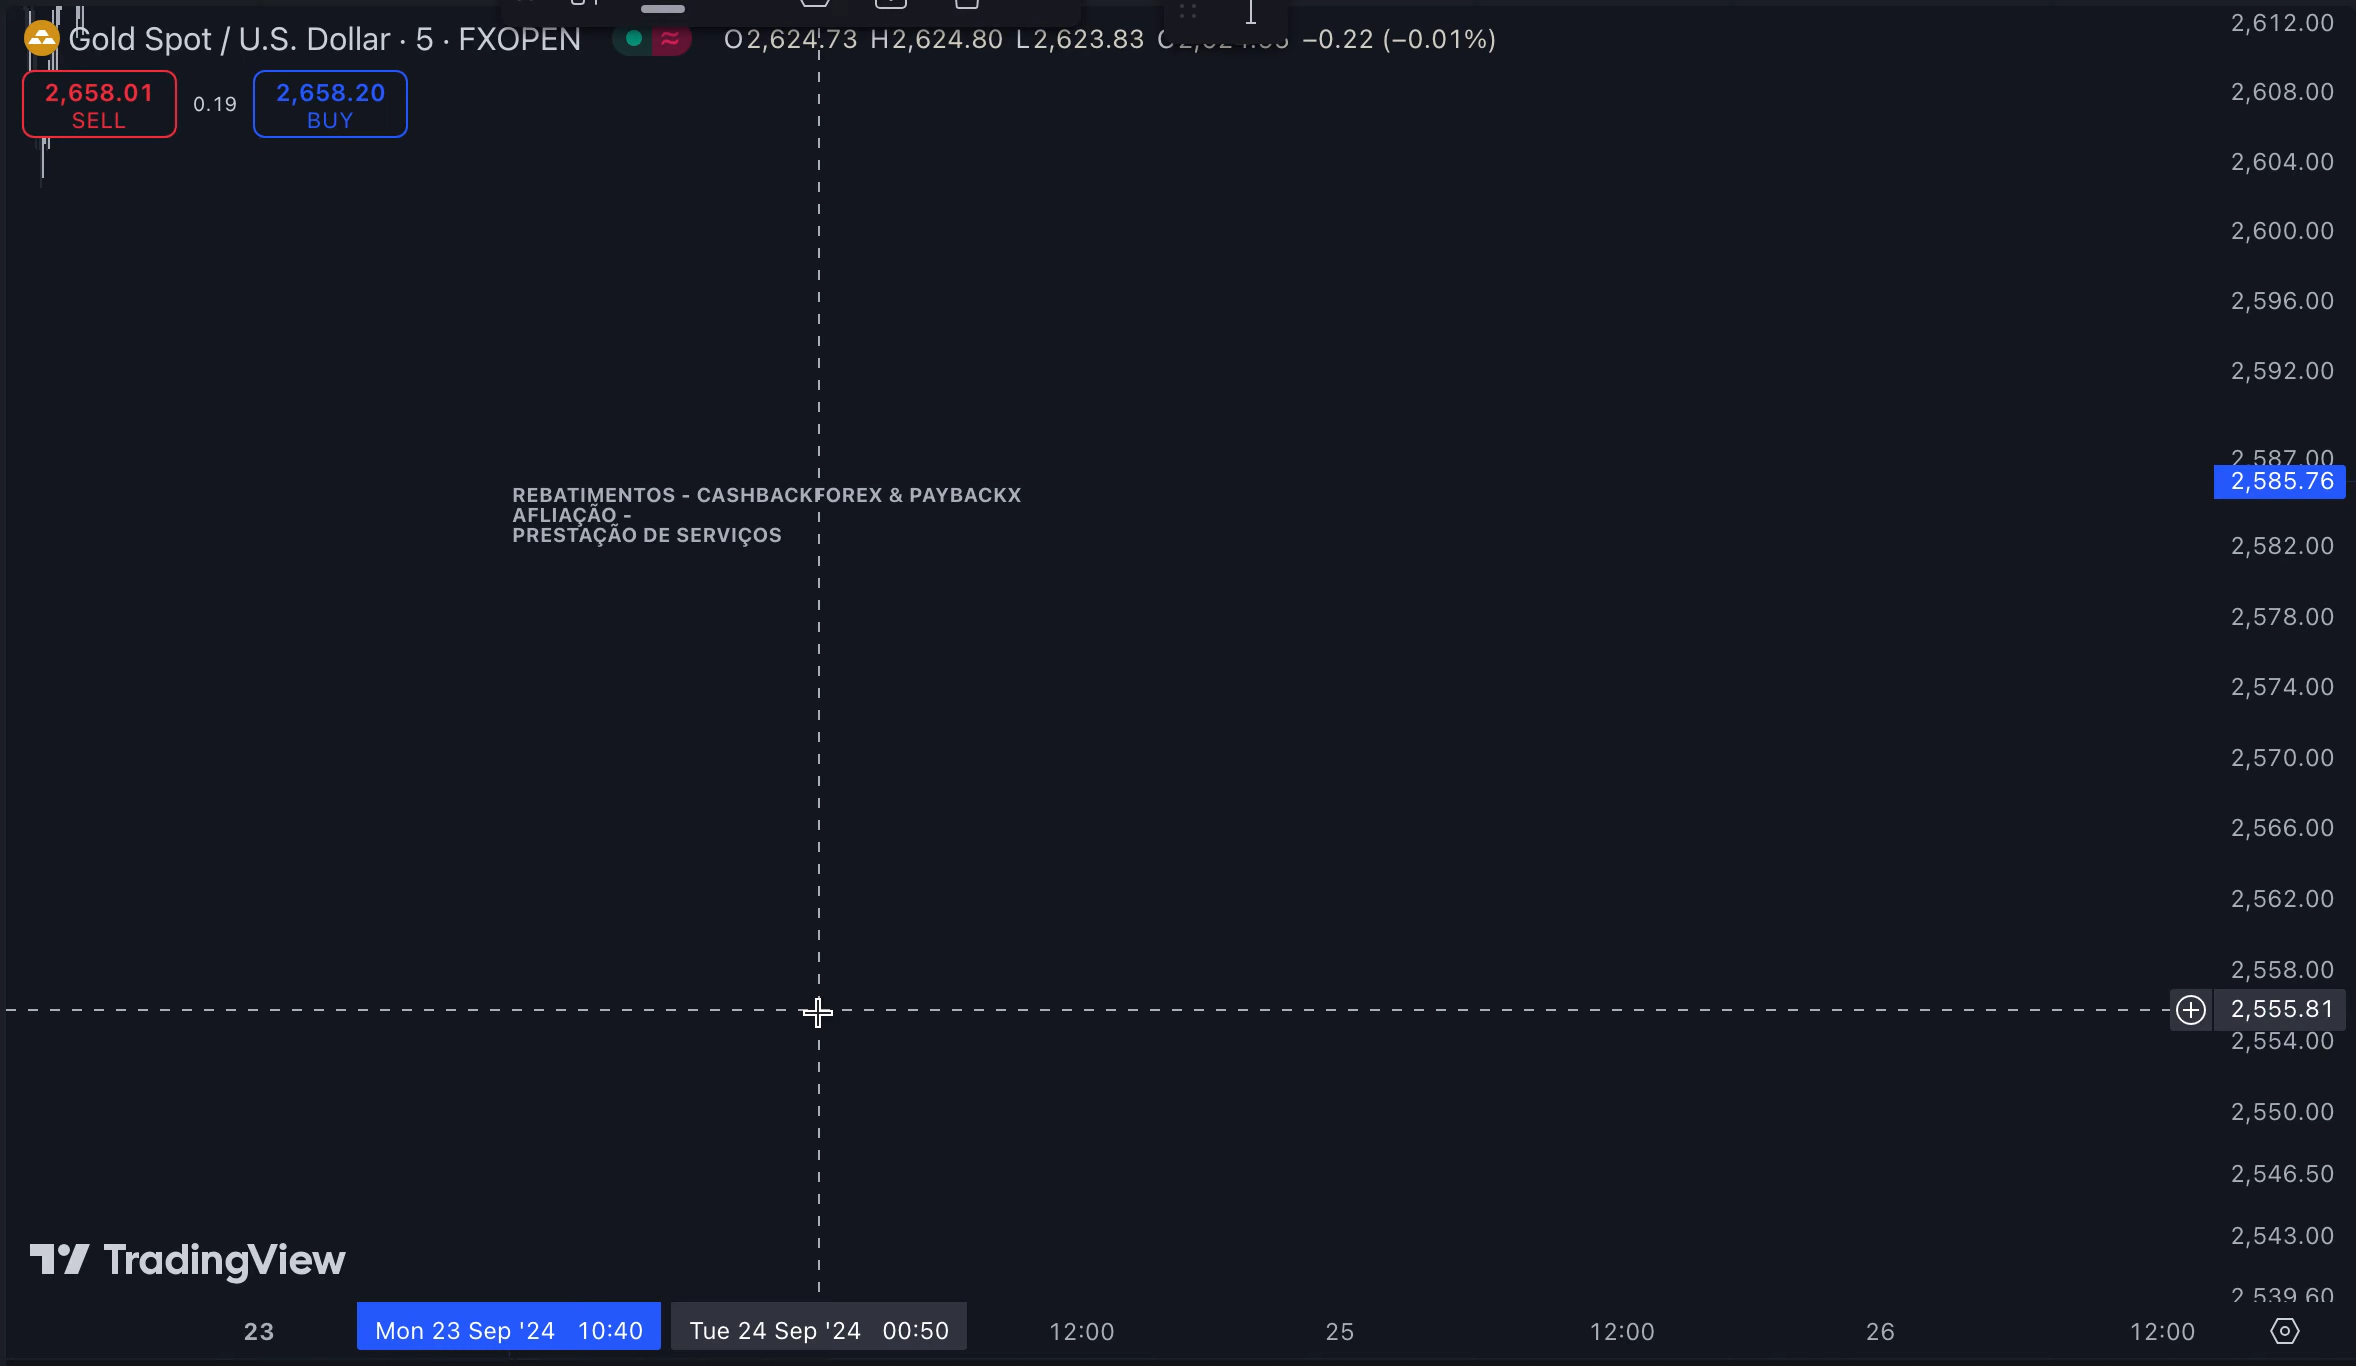 Gold Spot / U.S. Dollar · 5 · FXOPEN
O2,624.73 H2,624.80 L2,623.83 −0.22 (−0.01%)
2,658.01
SELL
0.19
2,658.20
BUY
2,612.00
2,608.00
2,604.00
2,600.00
2,596.00
2,592.00
2,587.00
2,585.76
2,582.00
2,578.00
2,574.00
2,570.00
2,566.00
2,562.00
2,558.00
2,555.81
2,554.00
2,550.00
2,546.50
2,543.00
2,539.60
REBATIMENTOS - CASHBACKFOREX & PAYBACKX
AFLIAÇÃO -
PRESTAÇÃO DE SERVIÇOS
TradingView
23 Mon 23 Sep '24 10:40 Tue 24 Sep '24 00:50 12:00 25 12:00 26 12:00